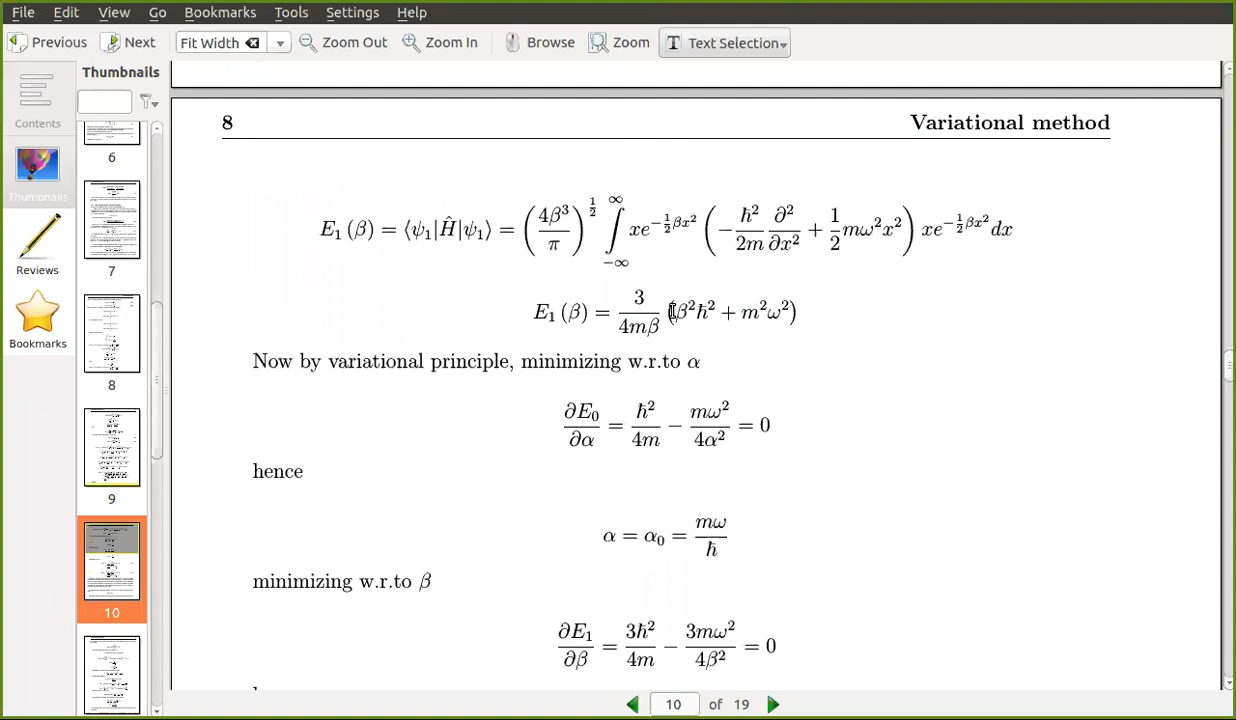 File Edit View Go Bookmarks Tools Settings Help
Previous Next Fit Width Zoom Out Zoom In Browse Zoom Text Selection
Contents
Thumbnails
Reviews
Bookmarks
Thumbnails
6
7
8
9
10
8 Variational method
E₁ (β) = ⟨ψ₁|Ĥ|ψ₁⟩ = (4β³/π)^{1/2} ∫_{−∞}^{∞} xe^{−½βx²} (−ħ²/2m ∂²/∂x² + 1/2 mω²x²) xe^{−½βx²} dx
E₁ (β) = 3/4mβ (β²ħ² + m²ω²)
Now by variational principle, minimizing w.r.to α
∂E₀/∂α = ħ²/4m − mω²/4α² = 0
hence
α = α₀ = mω/ħ
minimizing w.r.to β
∂E₁/∂β = 3ħ²/4m − 3mω²/4β² = 0
10 of 19